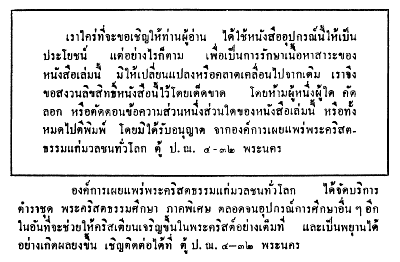 เราใคร่ที่จะขอเชิญให้ท่านผู้อ่าน ได้ใช้หนังสืออุปกรณ์นี้ให้เป็น
ประโยชน์ แต่อย่างไรก็ตาม เพื่อเป็นการรักษาเนื้อหาสาระของ
หนังสือเล่มนี้ มิให้เปลี่ยนแปลงหรือคลาดเคลื่อนไปจากเดิม เราจึง
ขอสงวนลิขสิทธิ์หนังสือนี้ไว้โดยเด็ดขาด โดยห้ามผู้หนึ่งผู้ใด คัด
ลอก หรือตัดตอนข้อความส่วนหนึ่งส่วนใดของหนังสือเล่มนี้ หรือทั้ง
หมดไปตีพิมพ์ โดยมิได้รับอนุญาต จากองค์การเผยแพร่พระคริสต-
ธรรมแก่มวลชนทั่วโลก ตู้ ป.ณ. ๔-๓๒ พระนคร
องค์การเผยแพร่พระคริสตธรรมแก่มวลชนทั่วโลก ได้จัดบริการ
ตำราชุด พระคริสตธรรมศึกษา ภาคพิเศษ ตลอดจนอุปกรณ์การศึกษาอื่น ๆ อีก
ในอันที่จะช่วยให้คริสเตียนเจริญขึ้นในพระคริสต์อย่างเต็มที่ และเป็นพยานได้
อย่างเกิดผลยิ่งขึ้น เชิญติดต่อได้ที่ ตู้ ป.ณ. ๔-๓๒ พระนคร